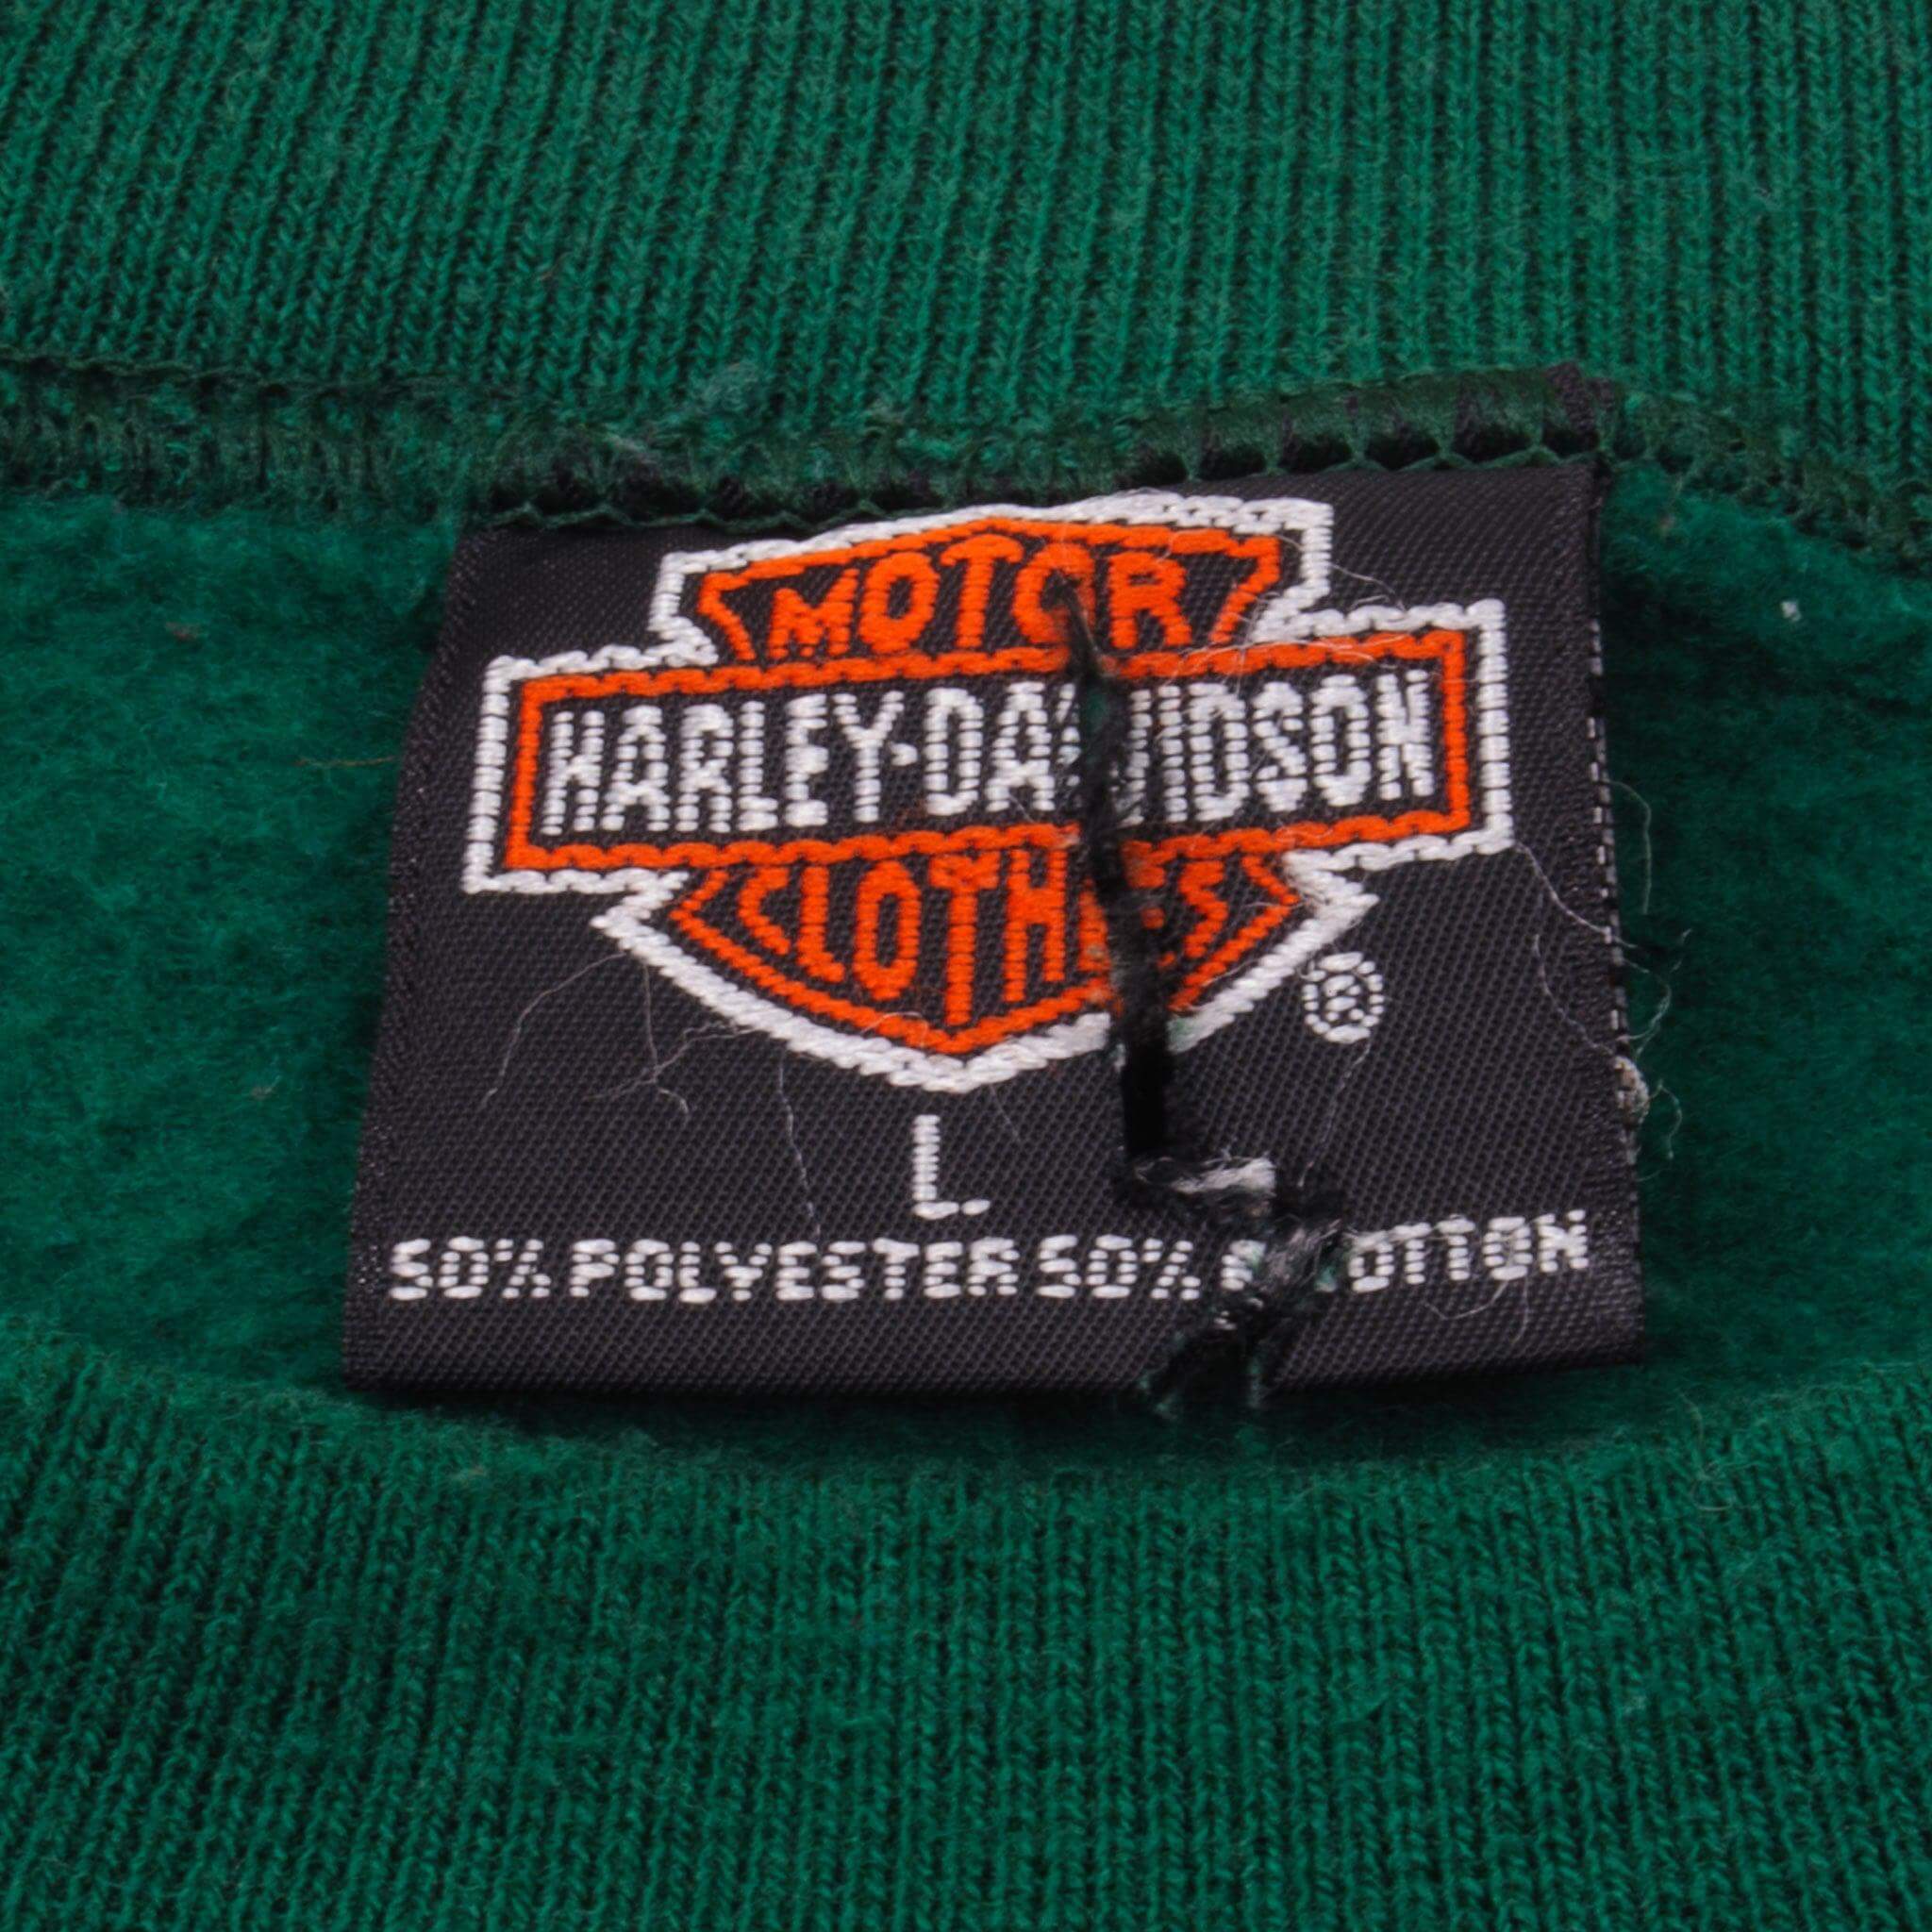 MOTOR
HARLEY-DAVIDSON
CLOTHES
®
L
50% POLYESTER 50% COTTON